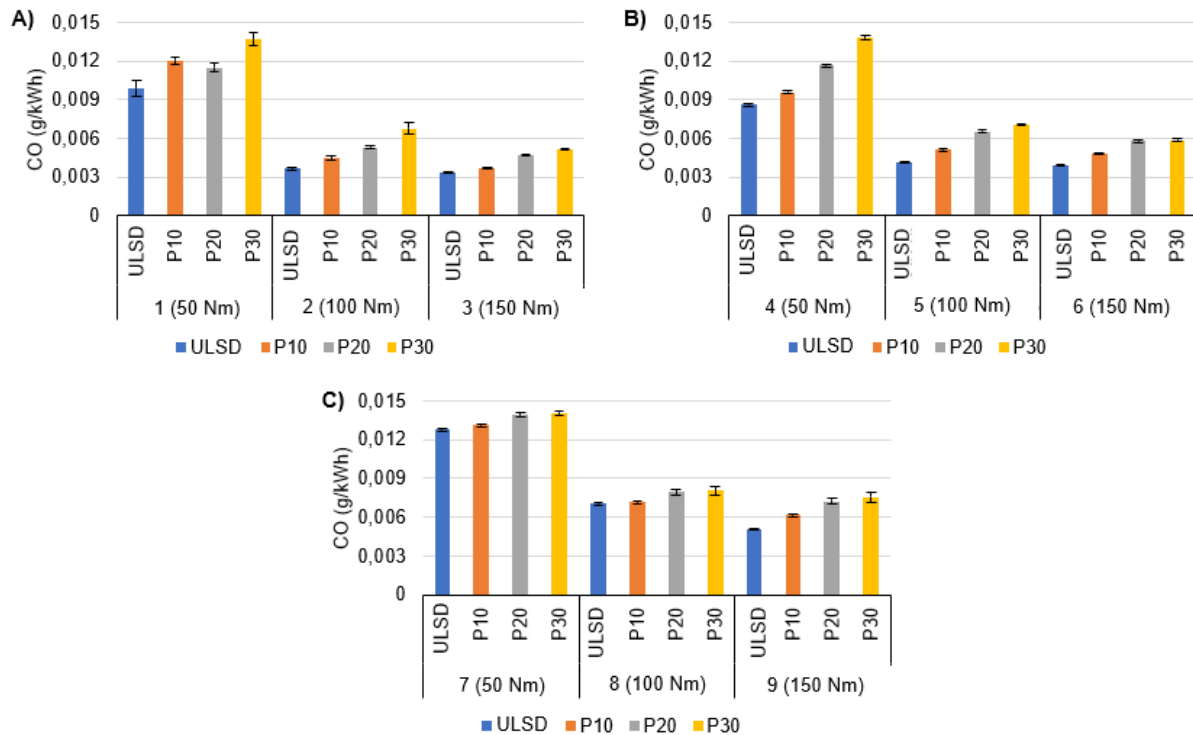 A)
CO (g/kWh)
0,015
0,012
0,009
0,006
0,003
0
ULSD P10 P20 P30 ULSD P10 P20 P30 ULSD P10 P20 P30
1 (50 Nm) 2 (100 Nm) 3 (150 Nm)
ULSD P10 P20 P30
B)
CO (g/kWh)
0,015
0,012
0,009
0,006
0,003
0
ULSD P10 P20 P30 ULSD P10 P20 P30 ULSD P10 P20 P30
4 (50 Nm) 5 (100 Nm) 6 (150 Nm)
ULSD P10 P20 P30
C)
CO (g/kWh)
0,015
0,012
0,009
0,006
0,003
0
ULSD P10 P20 P30 ULSD P10 P20 P30 ULSD P10 P20 P30
7 (50 Nm) 8 (100 Nm) 9 (150 Nm)
ULSD P10 P20 P30